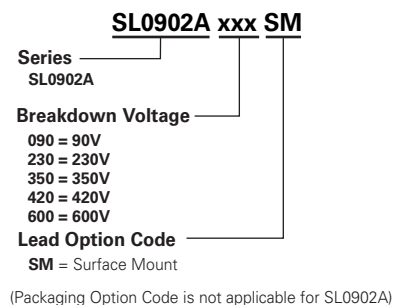 SL0902A xxx SM
Series
SL0902A
Breakdown Voltage
090 = 90V
230 = 230V
350 = 350V
420 = 420V
600 = 600V
Lead Option Code
SM = Surface Mount
(Packaging Option Code is not applicable for SL0902A)